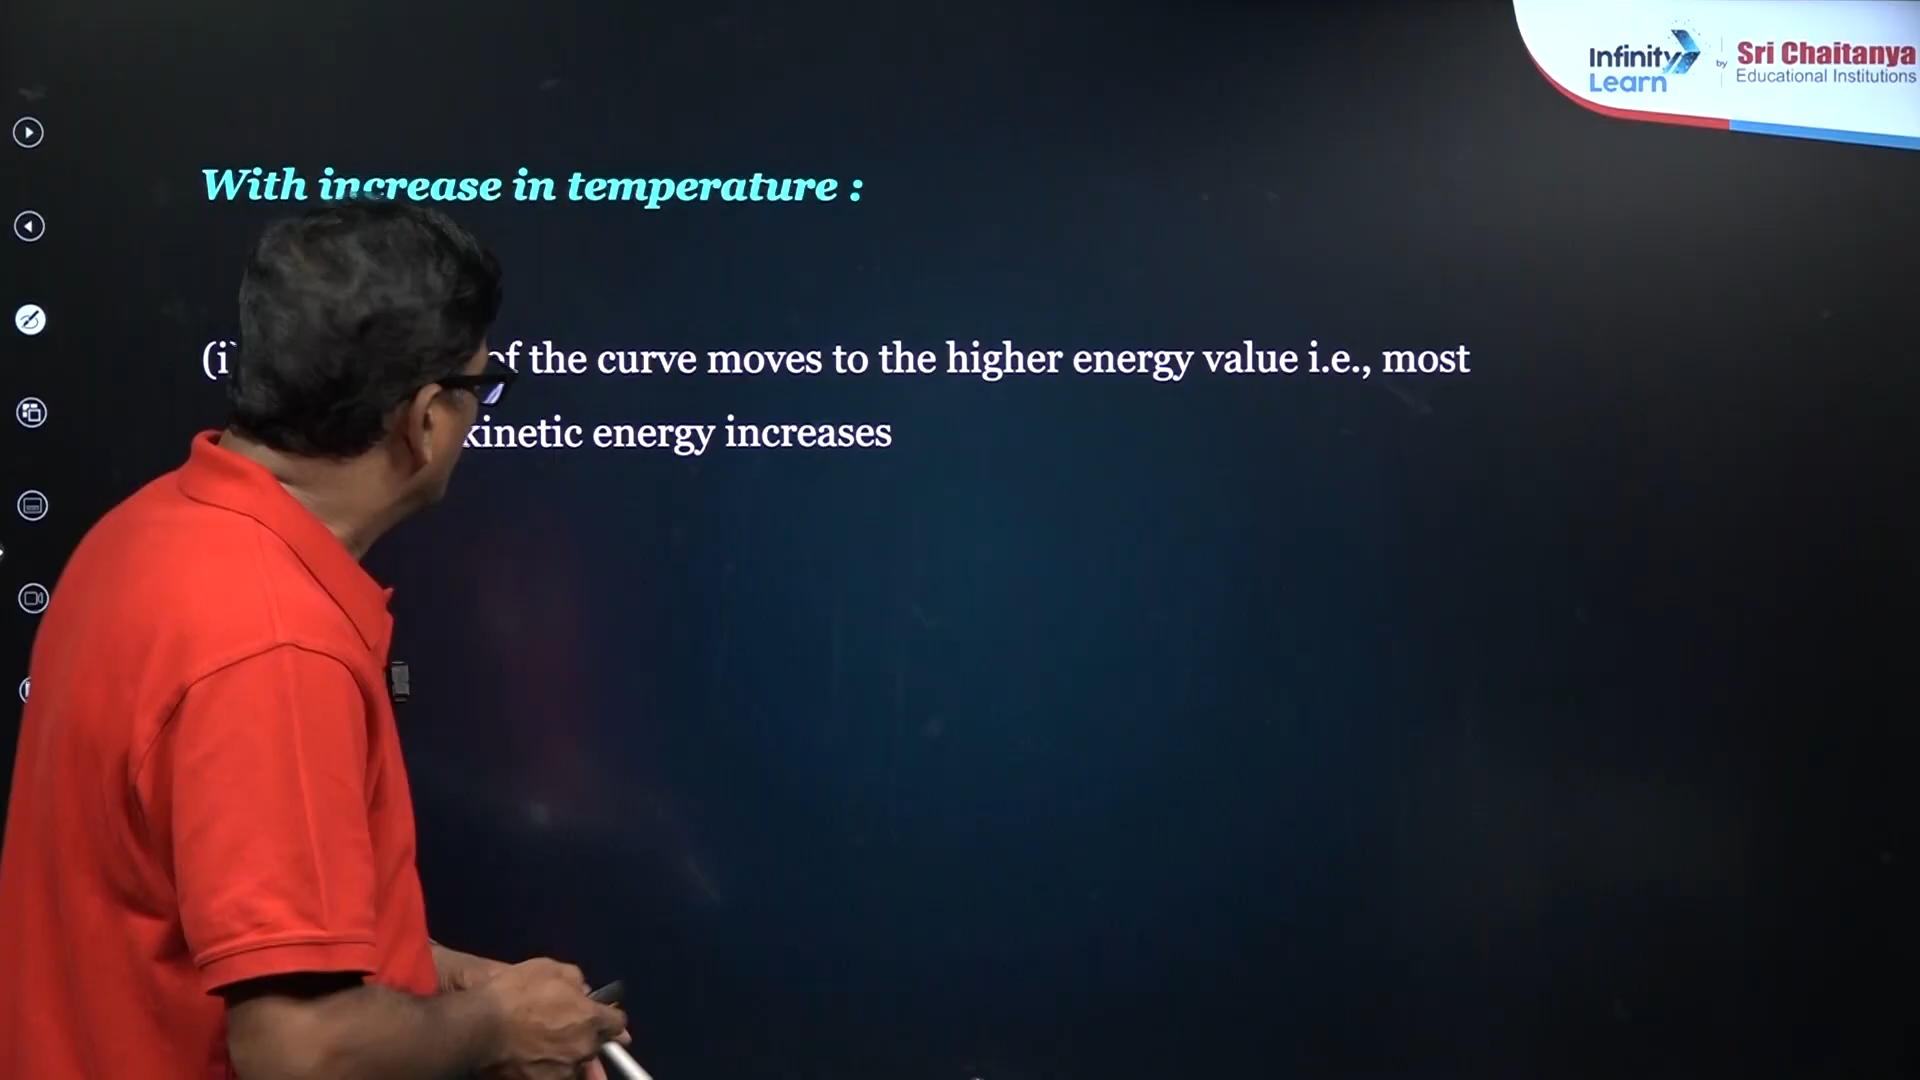 Infinity
Learn
by
Sri Chaitanya
Educational Institutions
With increase in temperature :
(i) of the curve moves to the higher energy value i.e., most
kinetic energy increases